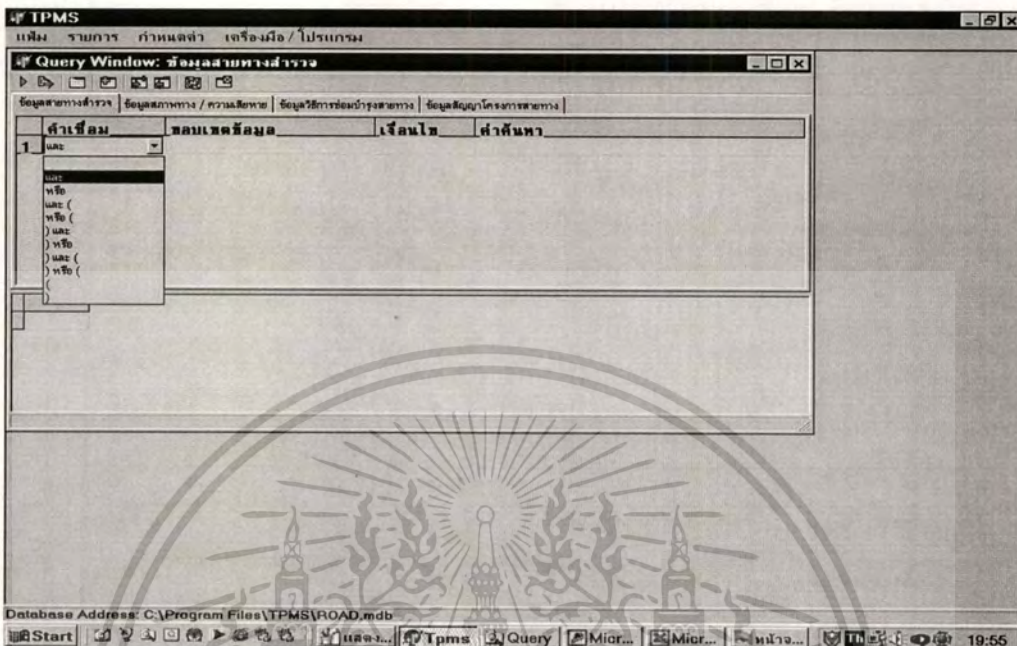 TPMS
แฟ้ม รายการ กำหนดค่า เครื่องมือ / โปรแกรม
Query Window: ข้อมูลสายทางสำรวจ
ข้อมูลสายทางสำรวจ ข้อมูลสภาพทาง / ความเสียหาย ข้อมูลวิธีการซ่อมบำรุงสายทาง ข้อมูลสัญญาโครงการสายทาง
คำเชื่อม ขอบเขตข้อมูล เงื่อนไข คำค้นหา
1 และ
และ
หรือ
และ (
หรือ (
) และ
) หรือ
) และ (
) หรือ (
(
)
Database Address: C:\Program Files\TPMS\ROAD.mdb
Start Tpms Query Micr... Micr... หน้าจ... 19:55